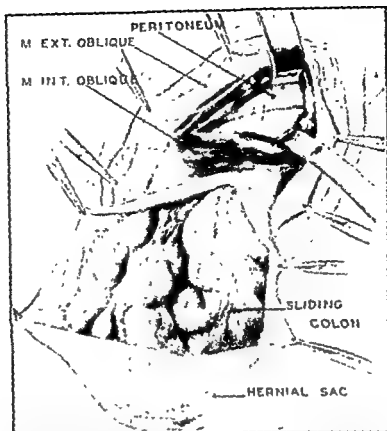 PERITONEUM
M EXT. OBLIQUE
M INT. OBLIQUE
SLIDING
COLON
HERNIAL SAC